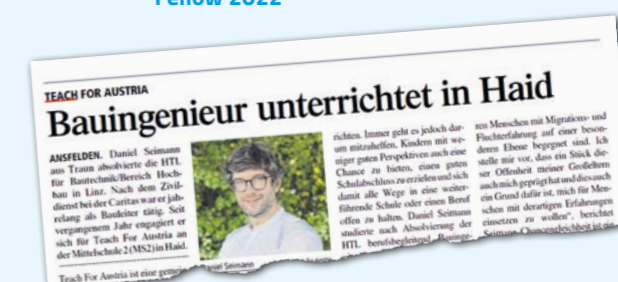 Fellow 2022
TEACH FOR AUSTRIA
Bauingenieur unterrichtet in Haid
ANSFELDEN. Daniel Seimann
aus Traun absolvierte die HTL
für Bautechnik/Bereich Hoch-
bau in Linz. Nach dem Zivil-
dienst bei der Caritas war er jah-
relang als Bauleiter tätig. Seit
vergangenem Jahr engagiert er
sich für Teach For Austria an
der Mittelschule 2 (MS2) in Haid.
Teach For Austria ist eine
Daniel Seimann
richten. Immer geht es jedoch dar-
um mitzuhelfen, Kindern mit we-
niger guten Perspektiven auch eine
Chance zu bieten, einen guten
Schulabschluss zu erzielen und sich
damit alle Wege in eine weiter-
führende Schule oder einen Beruf
offen zu halten. Daniel Seimann
studierte nach Absolvierung der
HTL berufsbegleitend
ren Menschen mit Migrations- und
Fluchterfahrung auf einer beson-
deren Ebene begegnet sind. Ich
stelle mir vor, dass ein Stück die-
ser Offenheit meiner Großeltern
auch mich geprägt hat und dies auch
ein Grund dafür ist, mich für Men-
schen mit derartigen Erfahrungen
einsetzen zu wollen", berichtet
Seimann. Chancengleichheit ist ein